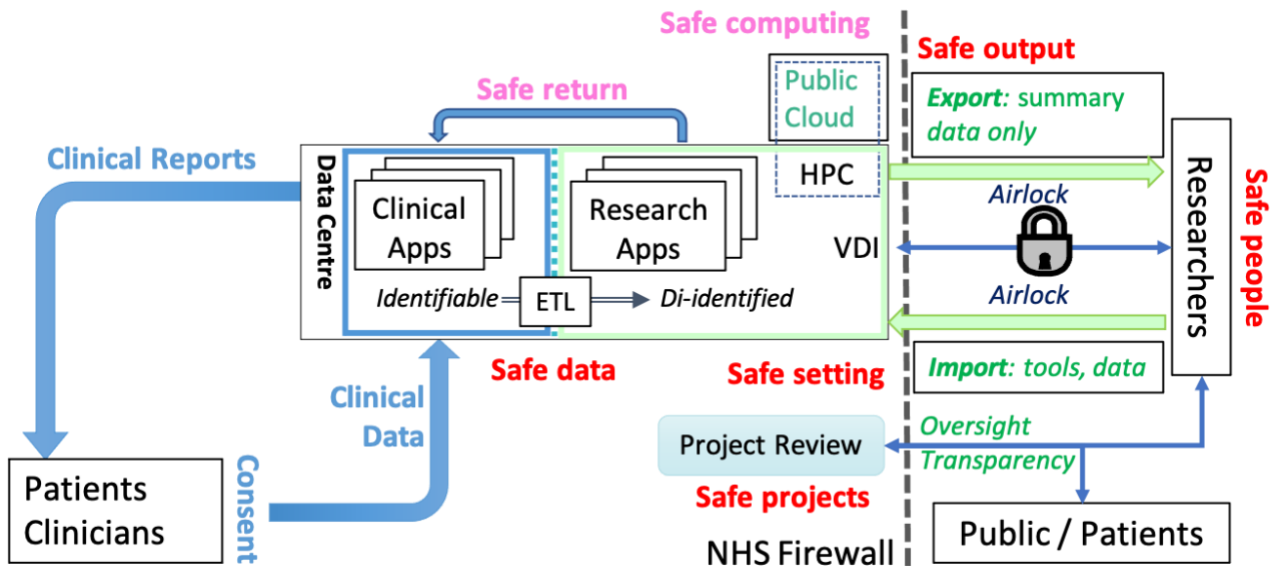 Safe computing
Safe output
Safe return
Public
Cloud
Export: summary
data only
Clinical Reports
Data Centre
Clinical
Apps
Research
Apps
HPC
VDI
Airlock
Airlock
Researchers
Safe people
Identifiable
ETL
Di-identified
Safe data
Safe setting
Import: tools, data
Clinical
Data
Project Review
Oversight
Transparency
Safe projects
Patients
Clinicians
Consent
NHS Firewall
Public / Patients